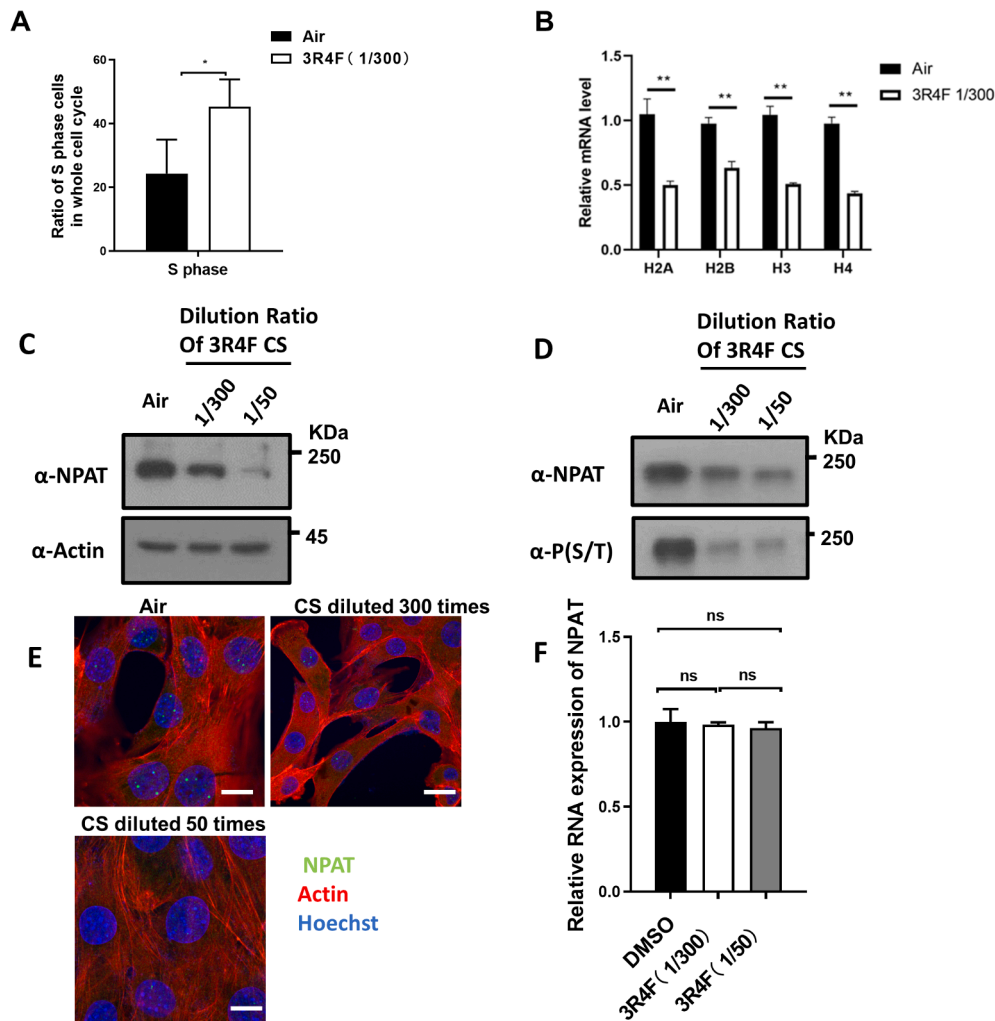 A
Air
3R4F( 1/300)
*
60
40
20
0
Ratio of S phase cells
in whole cell cycle
S phase
B
Air
3R4F 1/300
**
**
**
**
1.5
1.0
0.5
0.0
Relative mRNA level
H2A
H2B
H3
H4
C
Dilution Ratio
Of 3R4F CS
Air
1/300
1/50
KDa
250
α-NPAT
45
α-Actin
D
Dilution Ratio
Of 3R4F CS
Air
1/300
1/50
KDa
250
α-NPAT
250
α-P(S/T)
E
Air
CS diluted 300 times
CS diluted 50 times
NPAT
Actin
Hoechst
F
ns
ns
ns
1.5
1.0
0.5
0.0
Relative RNA expression of NPAT
DMSO
3R4F( 1/300)
3R4F( 1/50)